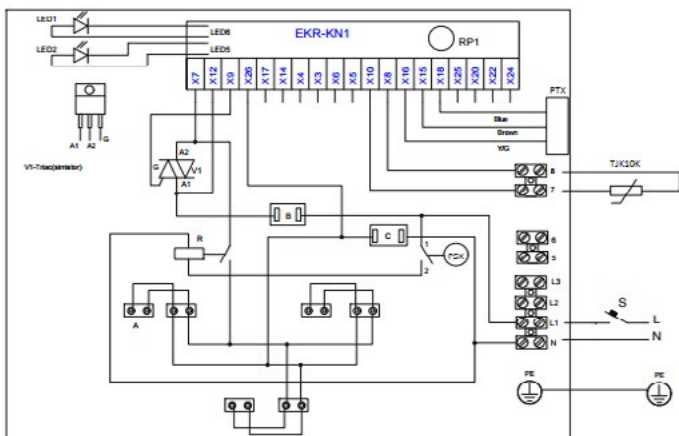 LED1
LED6
LED2
LED5
EKR-KN1
RP1
X7 X12 X9 X26 X17 X14 X4 X3 X6 X5 X10 X8 X16 X15 X18 X25 X20 X22 X24
PTX
Blue
Brown
Y/G
A1 A2 G
V1-Triac(simistor)
A2
G V1
A1
8
TJK10K
7
B
C
R
1
2
6
5
L3
L2
L1
N
S
L
N
A
PE
PE